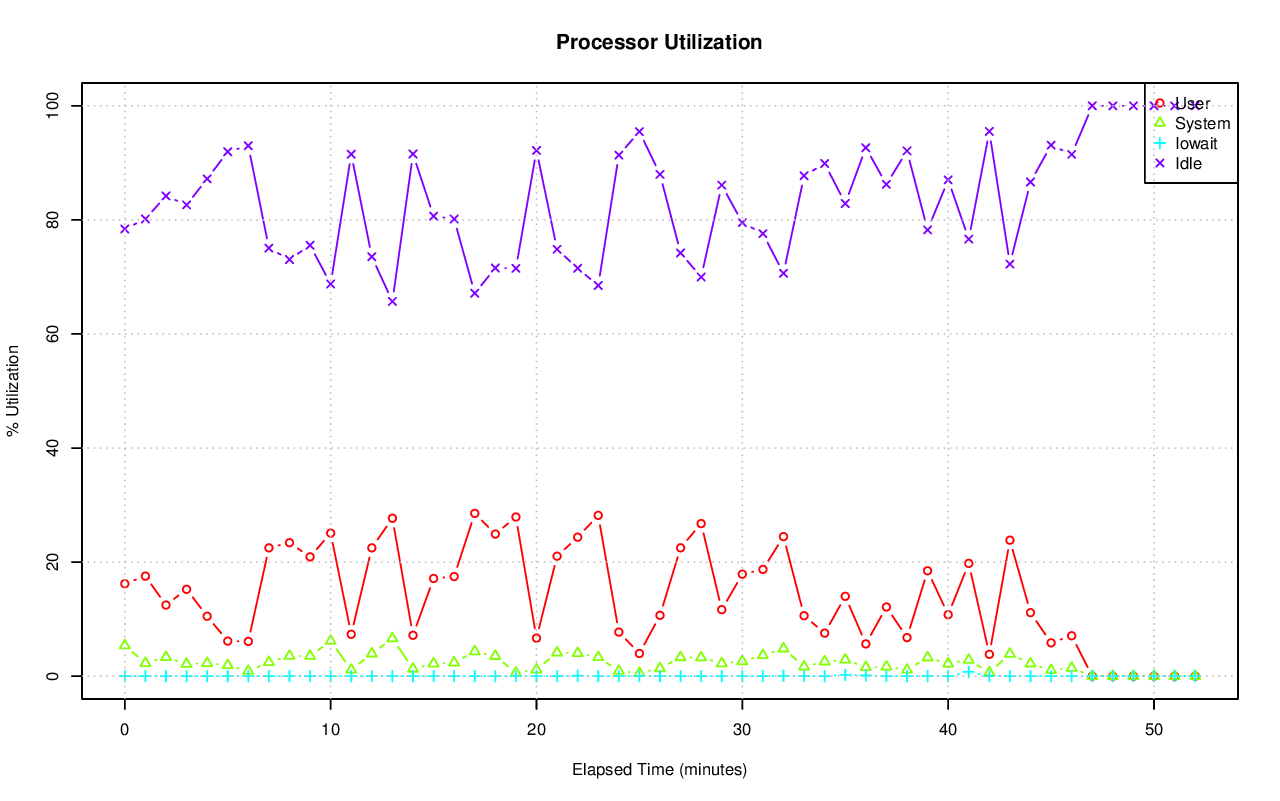 Processor Utilization
100
80
60
40
20
0
% Utilization
User
System
Iowait
Idle
0 10 20 30 40 50
Elapsed Time (minutes)